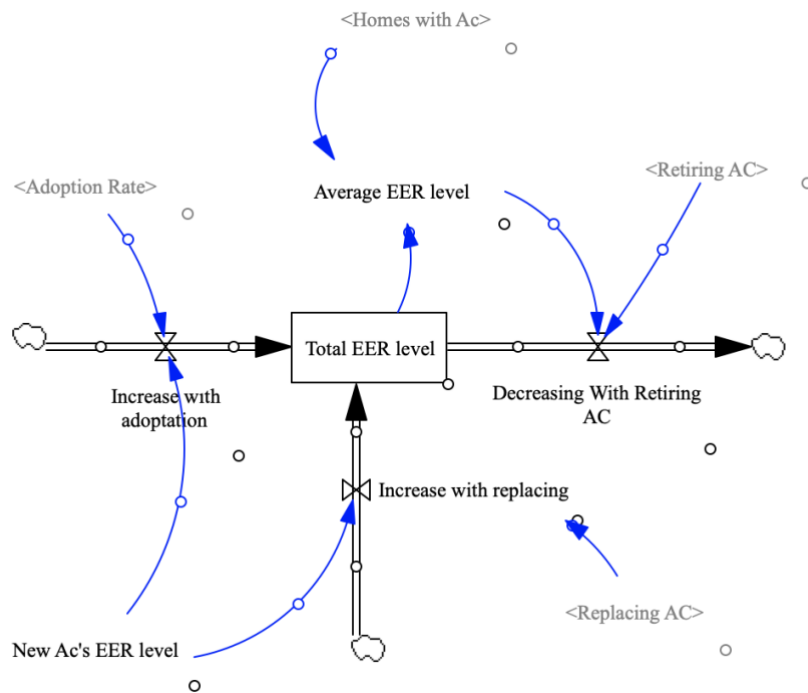 <Homes with Ac>
<Adoption Rate>
Average EER level
<Retiring AC>
Total EER level
Increase with
adoptation
Decreasing With Retiring
AC
Increase with replacing
<Replacing AC>
New Ac's EER level